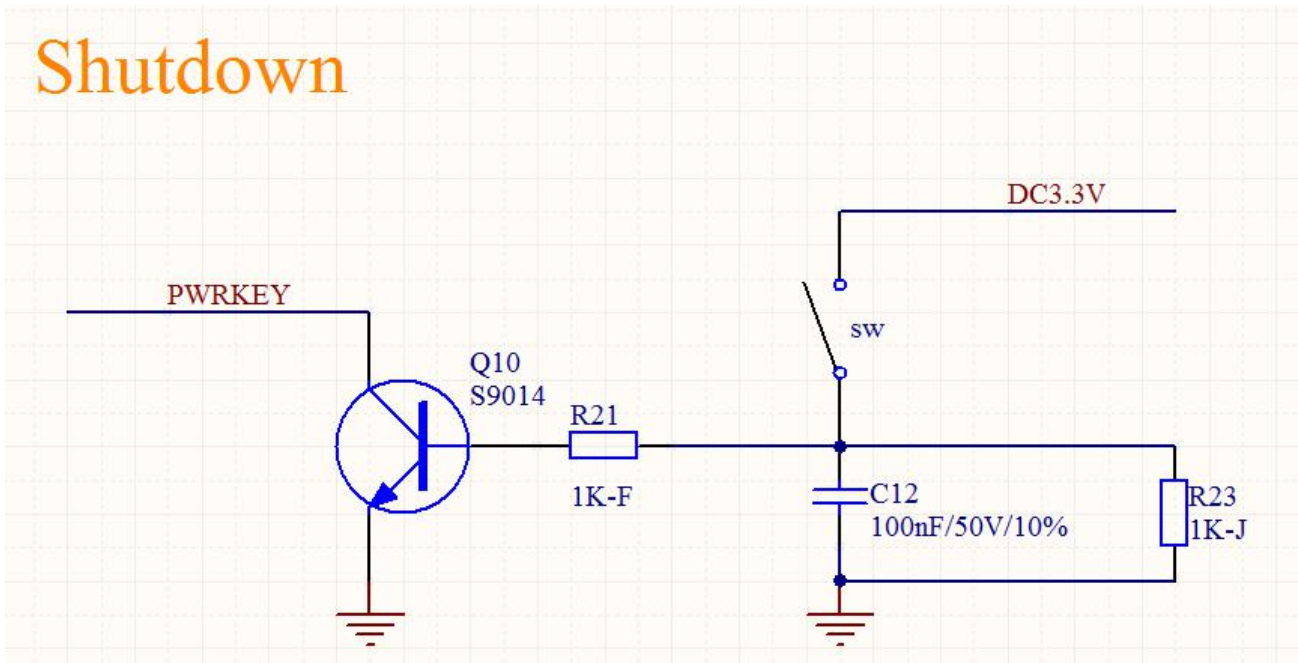 Shutdown
DC3.3V
PWRKEY
sw
Q10
S9014
R21
1K-F
C12
100nF/50V/10%
R23
1K-J